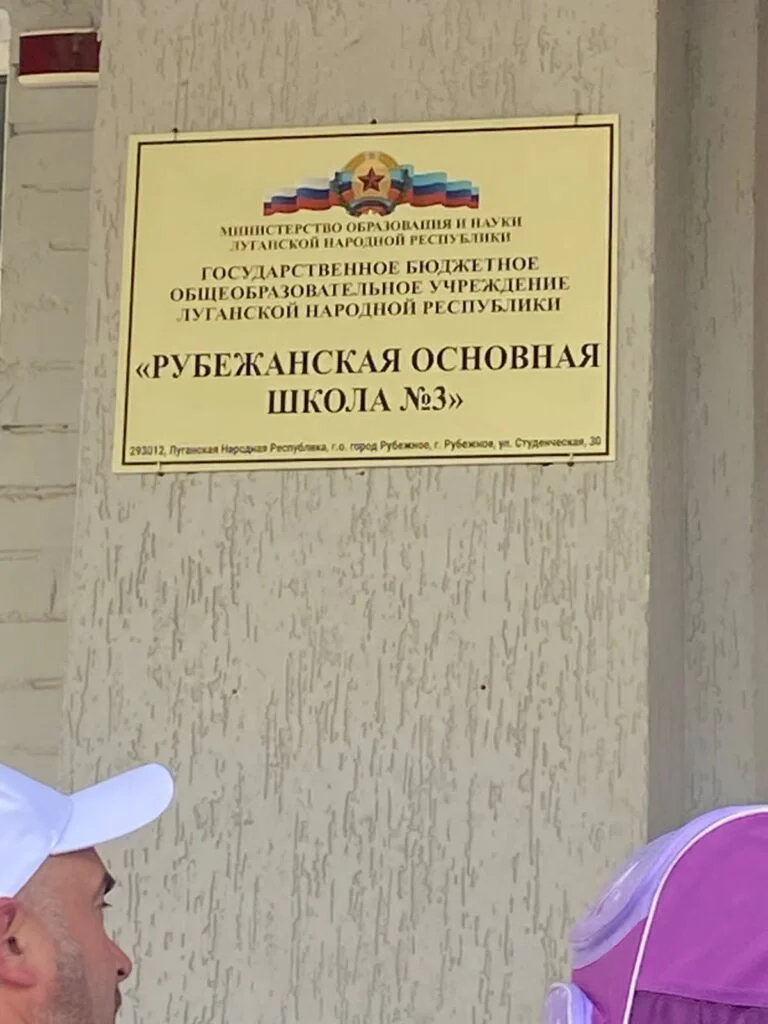 МИНИСТЕРСТВО ОБРАЗОВАНИЯ И НАУКИ
ЛУГАНСКОЙ НАРОДНОЙ РЕСПУБЛИКИ
ГОСУДАРСТВЕННОЕ БЮДЖЕТНОЕ
ОБЩЕОБРАЗОВАТЕЛЬНОЕ УЧРЕЖДЕНИЕ
ЛУГАНСКОЙ НАРОДНОЙ РЕСПУБЛИКИ
«РУБЕЖАНСКАЯ ОСНОВНАЯ
ШКОЛА №3»
293012, Луганская Народная Республика, г.о. город Рубежное, г. Рубежное, ул. Студенческая, 30